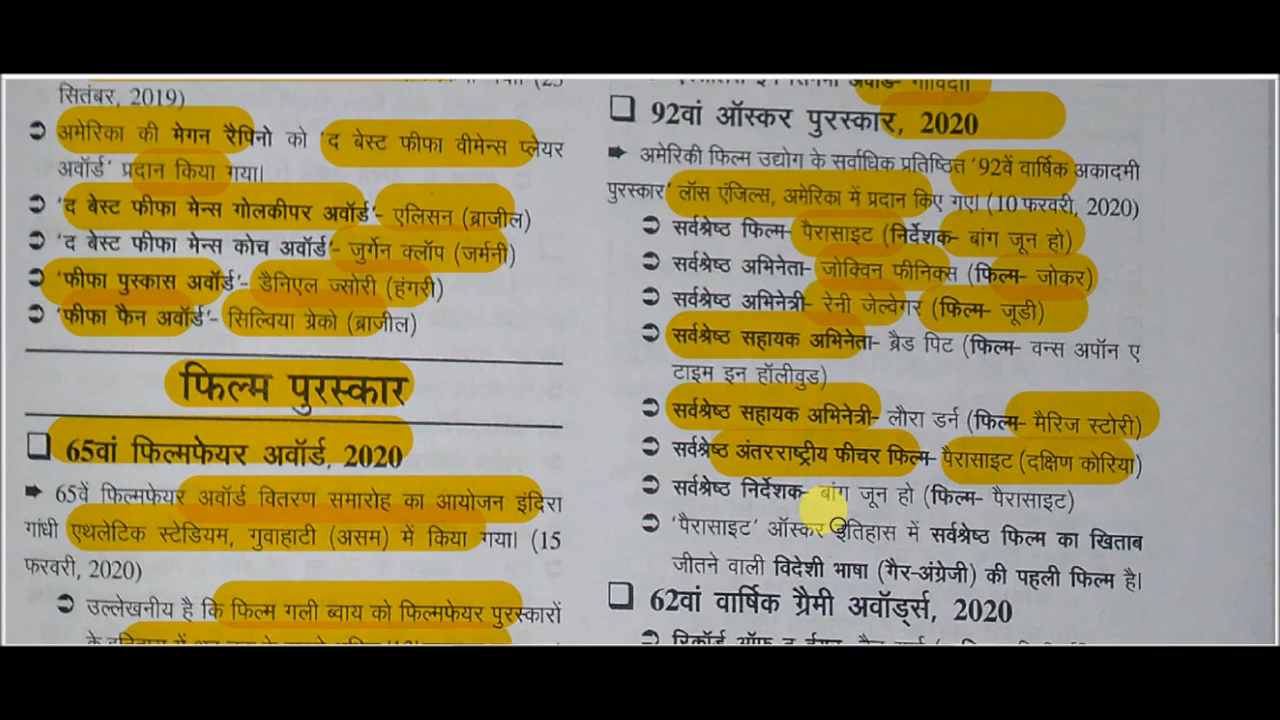 सितंबर, 2019)
➲ अमेरिका की मेगन रैपिनो को 'द बेस्ट फीफा वीमेन्स प्लेयर
अवॉर्ड' प्रदान किया गया।
➲ 'द बेस्ट फीफा मेन्स गोलकीपर अवॉर्ड'- एलिसन (ब्राजील)
➲ 'द बेस्ट फीफा मेन्स कोच अवॉर्ड'- जुर्गेन क्लॉप (जर्मनी)
➲ 'फीफा पुस्कास अवॉर्ड'- डैनिएल ज्सोरी (हंगरी)
➲ 'फीफा फैन अवॉर्ड'- सिल्विया ग्रेको (ब्राजील)
फिल्म पुरस्कार
❑ 65वां फिल्मफेयर अवॉर्ड, 2020
➨ 65वें फिल्मफेयर अवॉर्ड वितरण समारोह का आयोजन इंदिरा
गांधी एथलेटिक स्टेडियम, गुवाहाटी (असम) में किया गया। (15
फरवरी, 2020)
➲ उल्लेखनीय है कि फिल्म गली ब्वाय को फिल्मफेयर पुरस्कारों
❑ 92वां ऑस्कर पुरस्कार, 2020
➨ अमेरिकी फिल्म उद्योग के सर्वाधिक प्रतिष्ठित '92वें वार्षिक अकादमी
पुरस्कार' लॉस एंजिल्स, अमेरिका में प्रदान किए गए। (10 फरवरी, 2020)
➲ सर्वश्रेष्ठ फिल्म- पैरासाइट (निर्देशक- बांग जून हो)
➲ सर्वश्रेष्ठ अभिनेता- जोक्विन फीनिक्स (फिल्म- जोकर)
➲ सर्वश्रेष्ठ अभिनेत्री- रेनी जेल्वेगर (फिल्म- जूडी)
➲ सर्वश्रेष्ठ सहायक अभिनेता- ब्रैड पिट (फिल्म- वन्स अपॉन ए
टाइम इन हॉलीवुड)
➲ सर्वश्रेष्ठ सहायक अभिनेत्री- लौरा डर्न (फिल्म- मैरिज स्टोरी)
➲ सर्वश्रेष्ठ अंतरराष्ट्रीय फीचर फिल्म- पैरासाइट (दक्षिण कोरिया)
➲ सर्वश्रेष्ठ निर्देशक- बांग जून हो (फिल्म- पैरासाइट)
➲ 'पैरासाइट' ऑस्कर इतिहास में सर्वश्रेष्ठ फिल्म का खिताब
जीतने वाली विदेशी भाषा (गैर-अंग्रेजी) की पहली फिल्म है।
❑ 62वां वार्षिक ग्रैमी अवॉर्ड्स, 2020